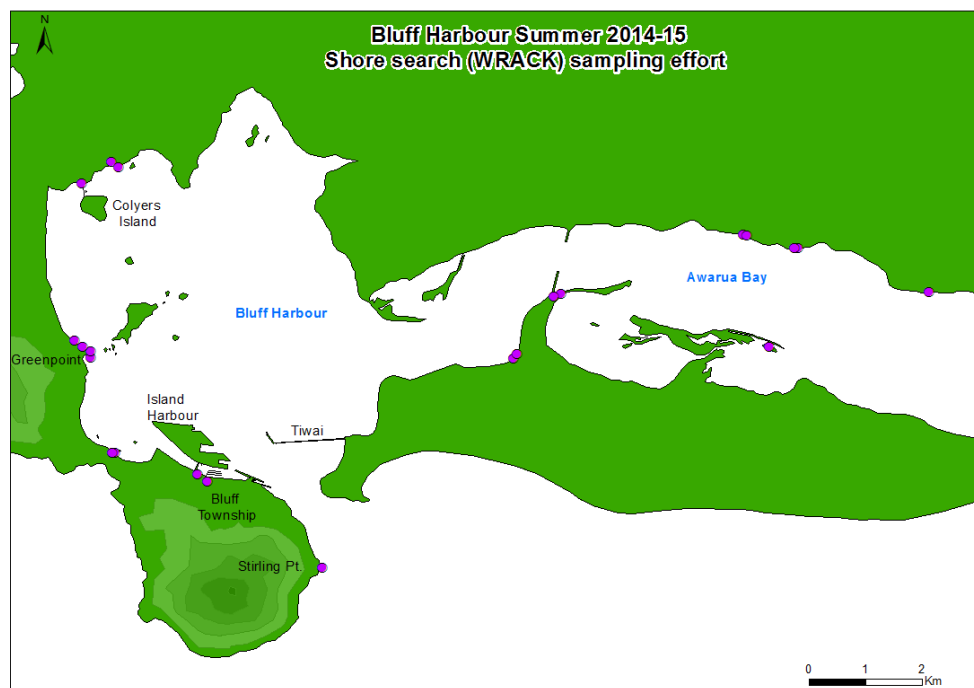 N
Bluff Harbour Summer 2014-15
Shore search (WRACK) sampling effort
Colyers
Island
Awarua Bay
Bluff Harbour
Greenpoint
Island
Harbour
Tiwai
Bluff
Township
Stirling Pt.
0 1 2
Km